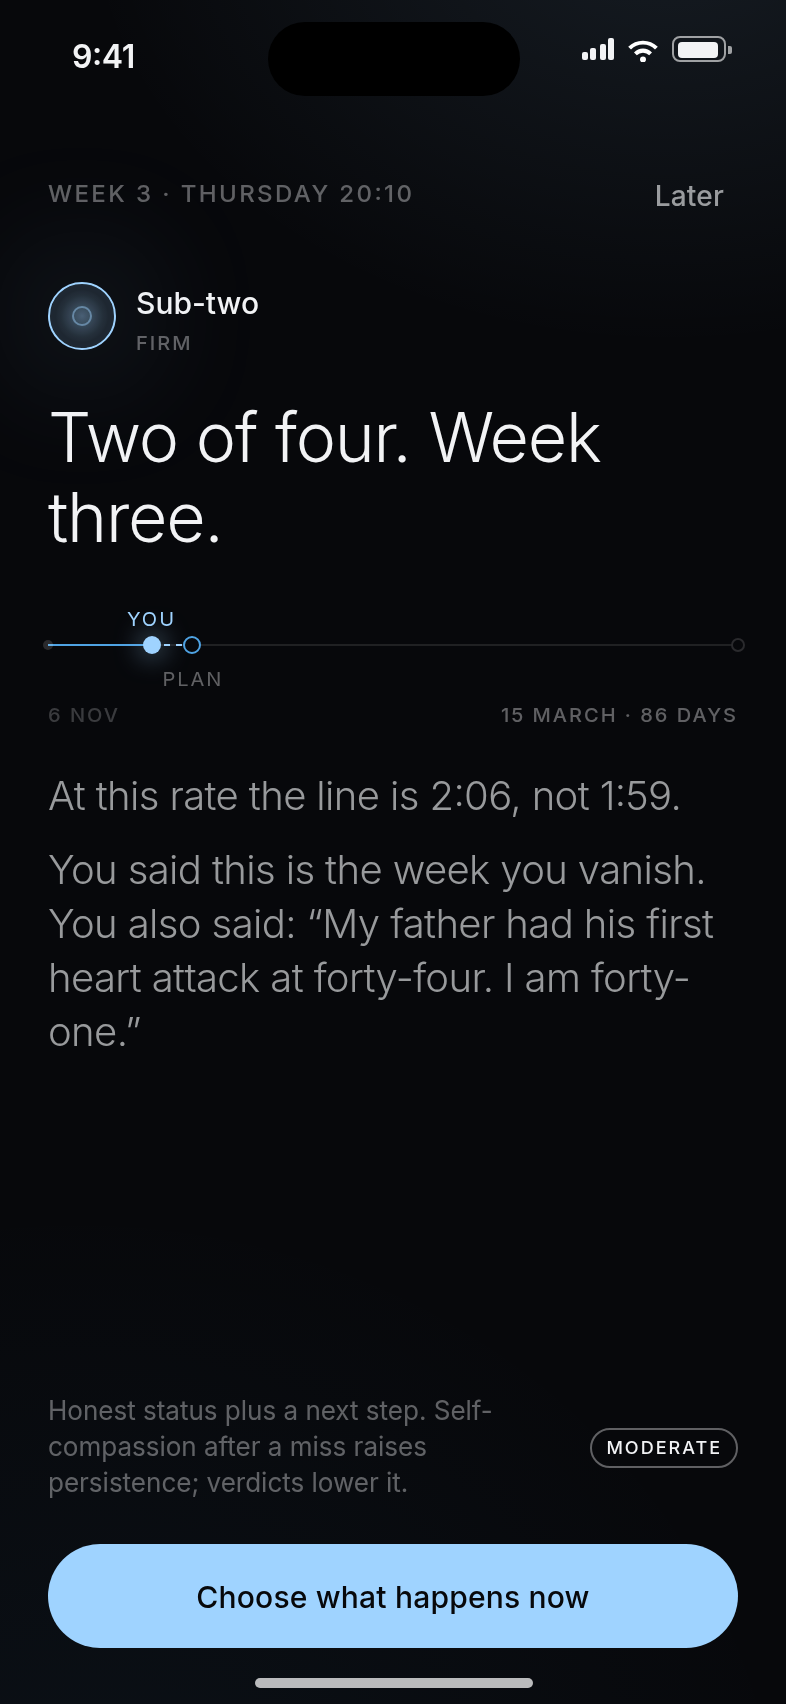 9:41
WEEK 3 · THURSDAY 20:10
Later
Sub-two
FIRM
Two of four. Week
three.
YOU
PLAN
6 NOV
15 MARCH · 86 DAYS
At this rate the line is 2:06, not 1:59.
You said this is the week you vanish.
You also said: “My father had his first
heart attack at forty-four. I am forty-
one.”
Honest status plus a next step. Self-
compassion after a miss raises
persistence; verdicts lower it.
MODERATE
Choose what happens now